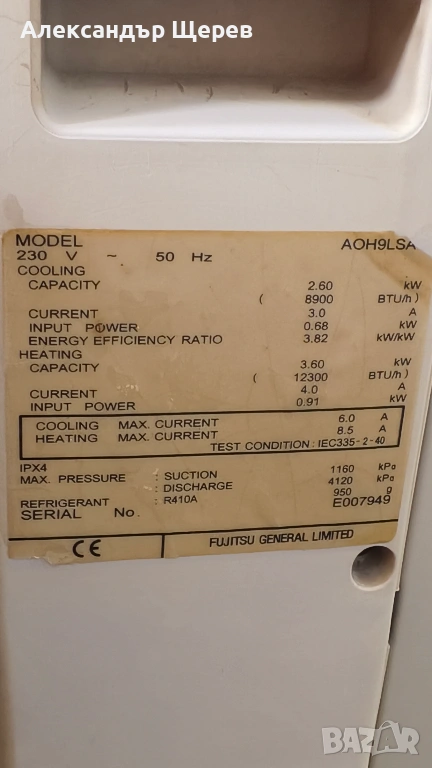 Александър Щерев
MODEL AOH9LSA
230 V ~ 50 Hz
COOLING
CAPACITY 2.60 kW
( 8900 BTU/h )
CURRENT 3.0 A
INPUT POWER 0.68 kW
ENERGY EFFICIENCY RATIO 3.82 kW/kW
HEATING
CAPACITY 3.60 kW
( 12300 BTU/h )
CURRENT 4.0 A
INPUT POWER 0.91 kW
COOLING MAX. CURRENT 6.0 A
HEATING MAX. CURRENT 8.5 A
TEST CONDITION : IEC335-2-40
IPX4
MAX. PRESSURE : SUCTION 1160 kPa
: DISCHARGE 4120 kPa
REFRIGERANT : R410A 950 g
SERIAL No. E007949
CE FUJITSU GENERAL LIMITED
BAZAR